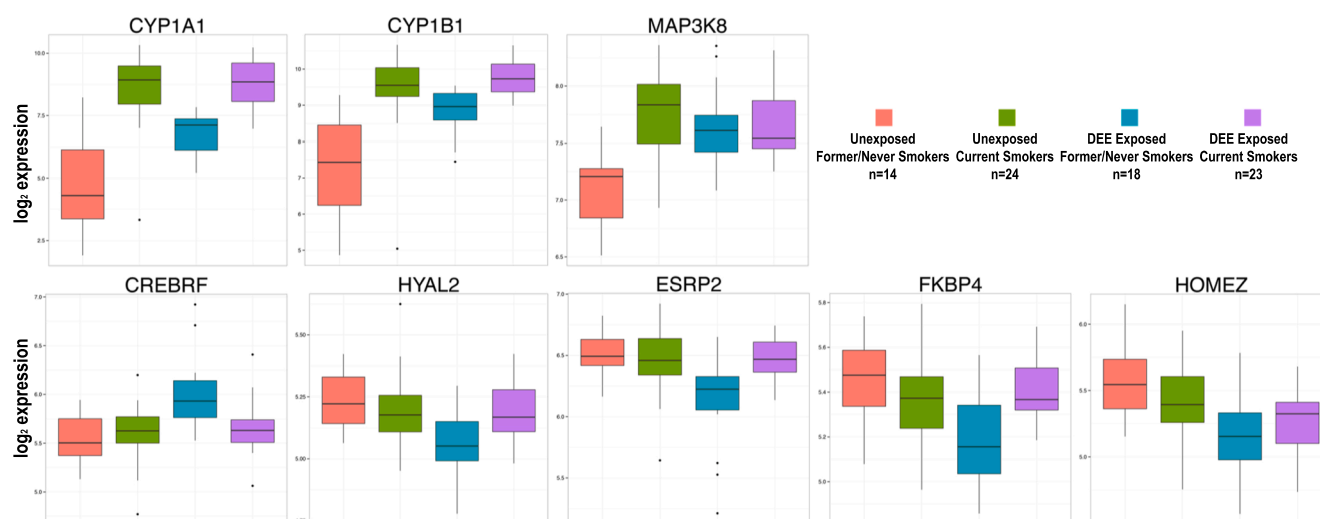 CYP1A1
CYP1B1
MAP3K8
log₂ expression
10.0
7.5
5.0
2.5
10
9
8
7
6
5
8.0
7.5
7.0
6.5
Unexposed
Former/Never Smokers
n=14
Unexposed
Current Smokers
n=24
DEE Exposed
Former/Never Smokers
n=18
DEE Exposed
Current Smokers
n=23
CREBRF
HYAL2
ESRP2
FKBP4
HOMEZ
log₂ expression
7.0
6.5
6.0
5.5
5.0
5.50
5.25
5.00
7.0
6.5
6.0
5.5
5.8
5.6
5.4
5.2
5.0
6.0
5.5
5.0